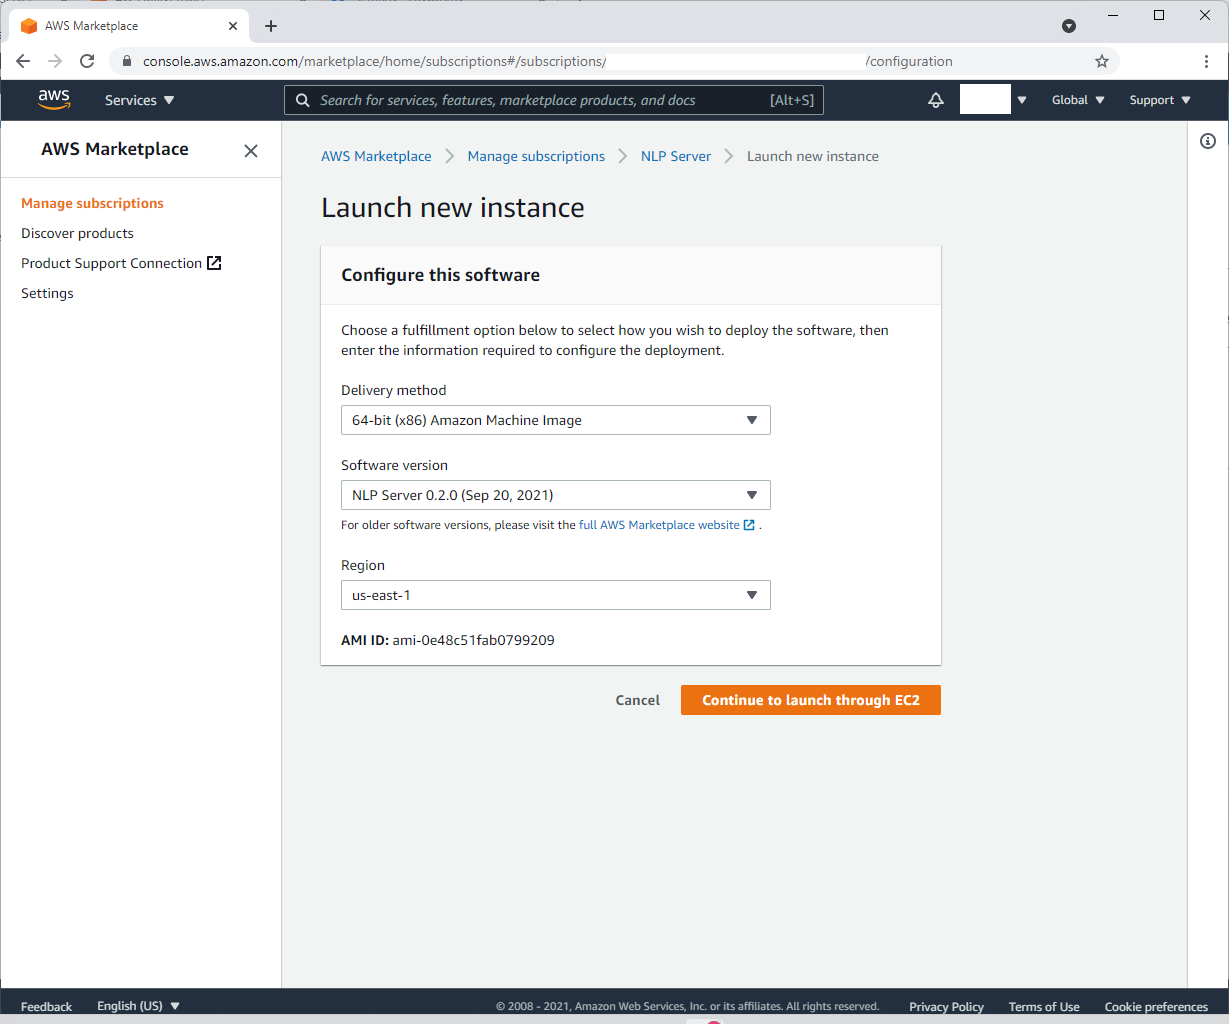 AWS Marketplace
console.aws.amazon.com/marketplace/home/subscriptions#/subscriptions/ /configuration
aws Services Search for services, features, marketplace products, and docs [Alt+S] Global Support
AWS Marketplace
Manage subscriptions
Discover products
Product Support Connection
Settings
AWS Marketplace Manage subscriptions NLP Server Launch new instance
Launch new instance
Configure this software
Choose a fulfillment option below to select how you wish to deploy the software, then
enter the information required to configure the deployment.
Delivery method
64-bit (x86) Amazon Machine Image
Software version
NLP Server 0.2.0 (Sep 20, 2021)
For older software versions, please visit the full AWS Marketplace website .
Region
us-east-1
AMI ID: ami-0e48c51fab0799209
Cancel Continue to launch through EC2
Feedback English (US) © 2008 - 2021, Amazon Web Services, Inc. or its affiliates. All rights reserved. Privacy Policy Terms of Use Cookie preferences